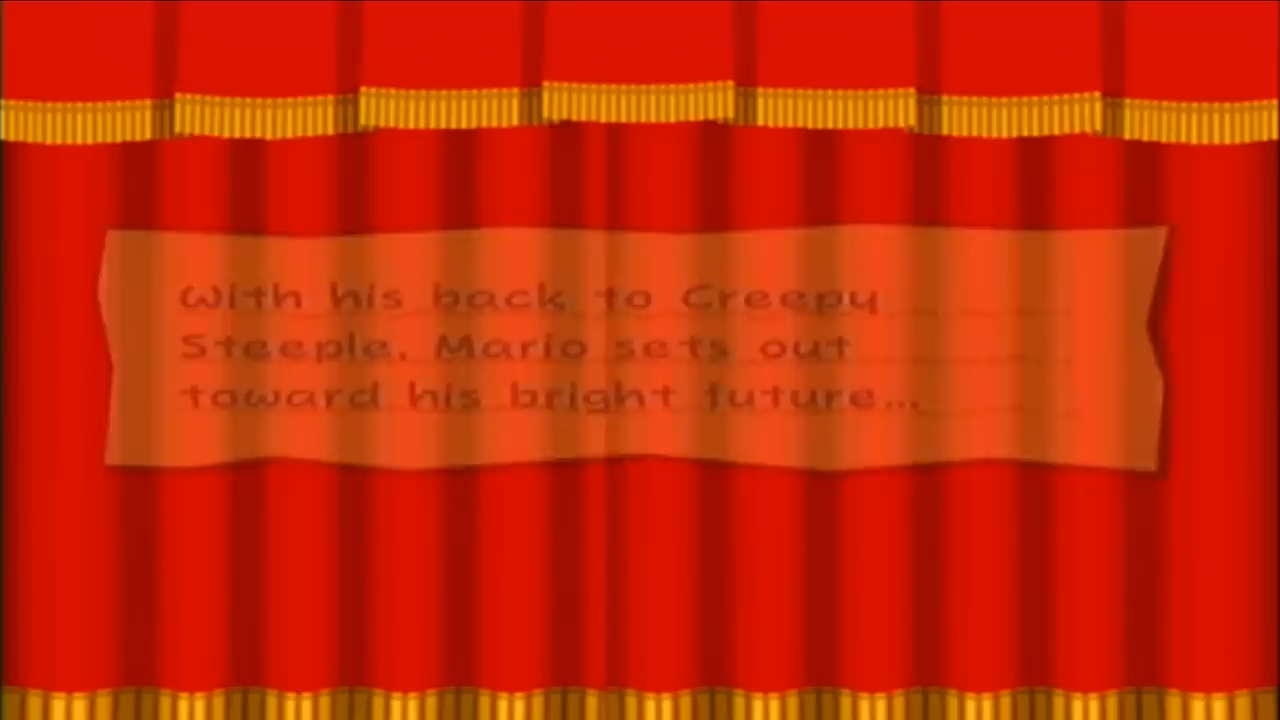 With his back to Creepy
Steeple, Mario sets out
toward his bright future...